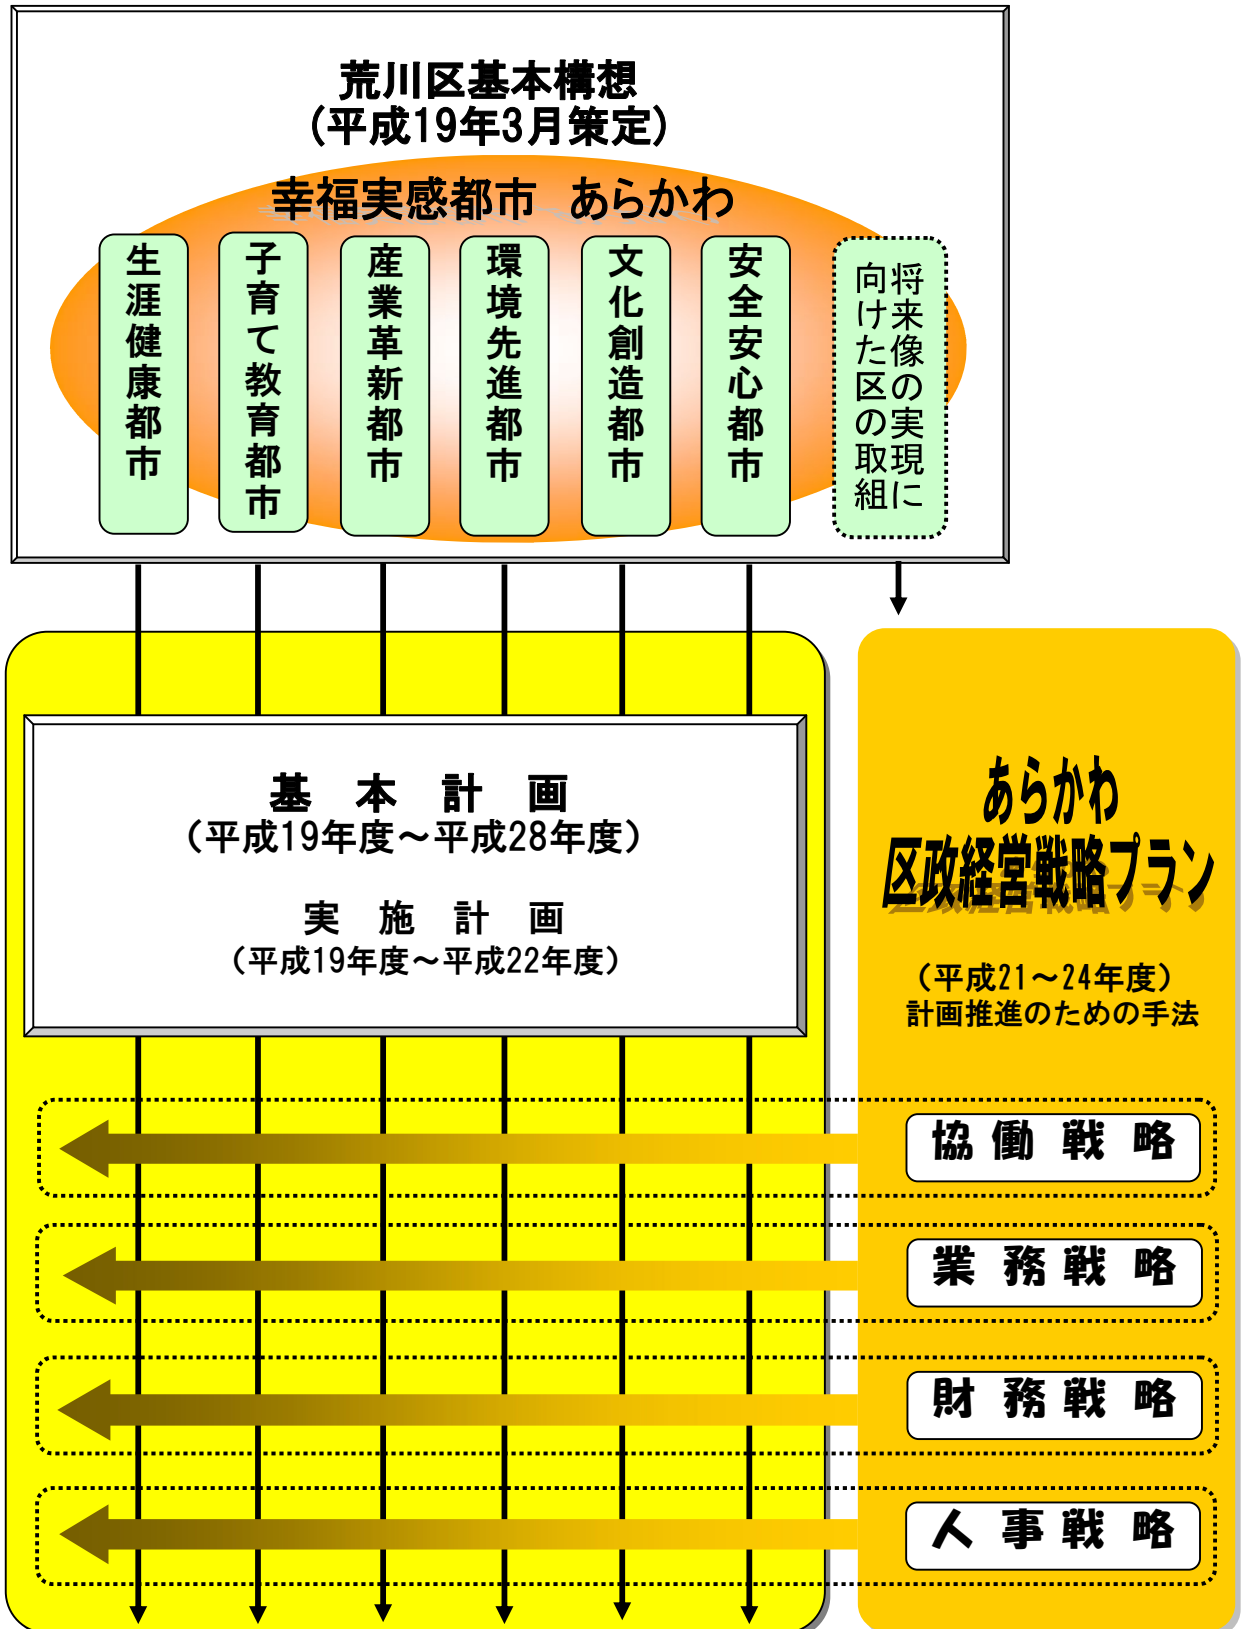 荒川区基本構想
(平成19年3月策定)
幸福実感都市　あらかわ
生涯健康都市
子育て教育都市
産業革新都市
環境先進都市
文化創造都市
安全安心都市
将来像の実現に
向けた区の取組
基　本　計　画
（平成19年度～平成28年度）
実　施　計　画
（平成19年度～平成22年度）
あらかわ
区政経営戦略プラン
（平成21～24年度）
計画推進のための手法
協働戦略
業務戦略
財務戦略
人事戦略